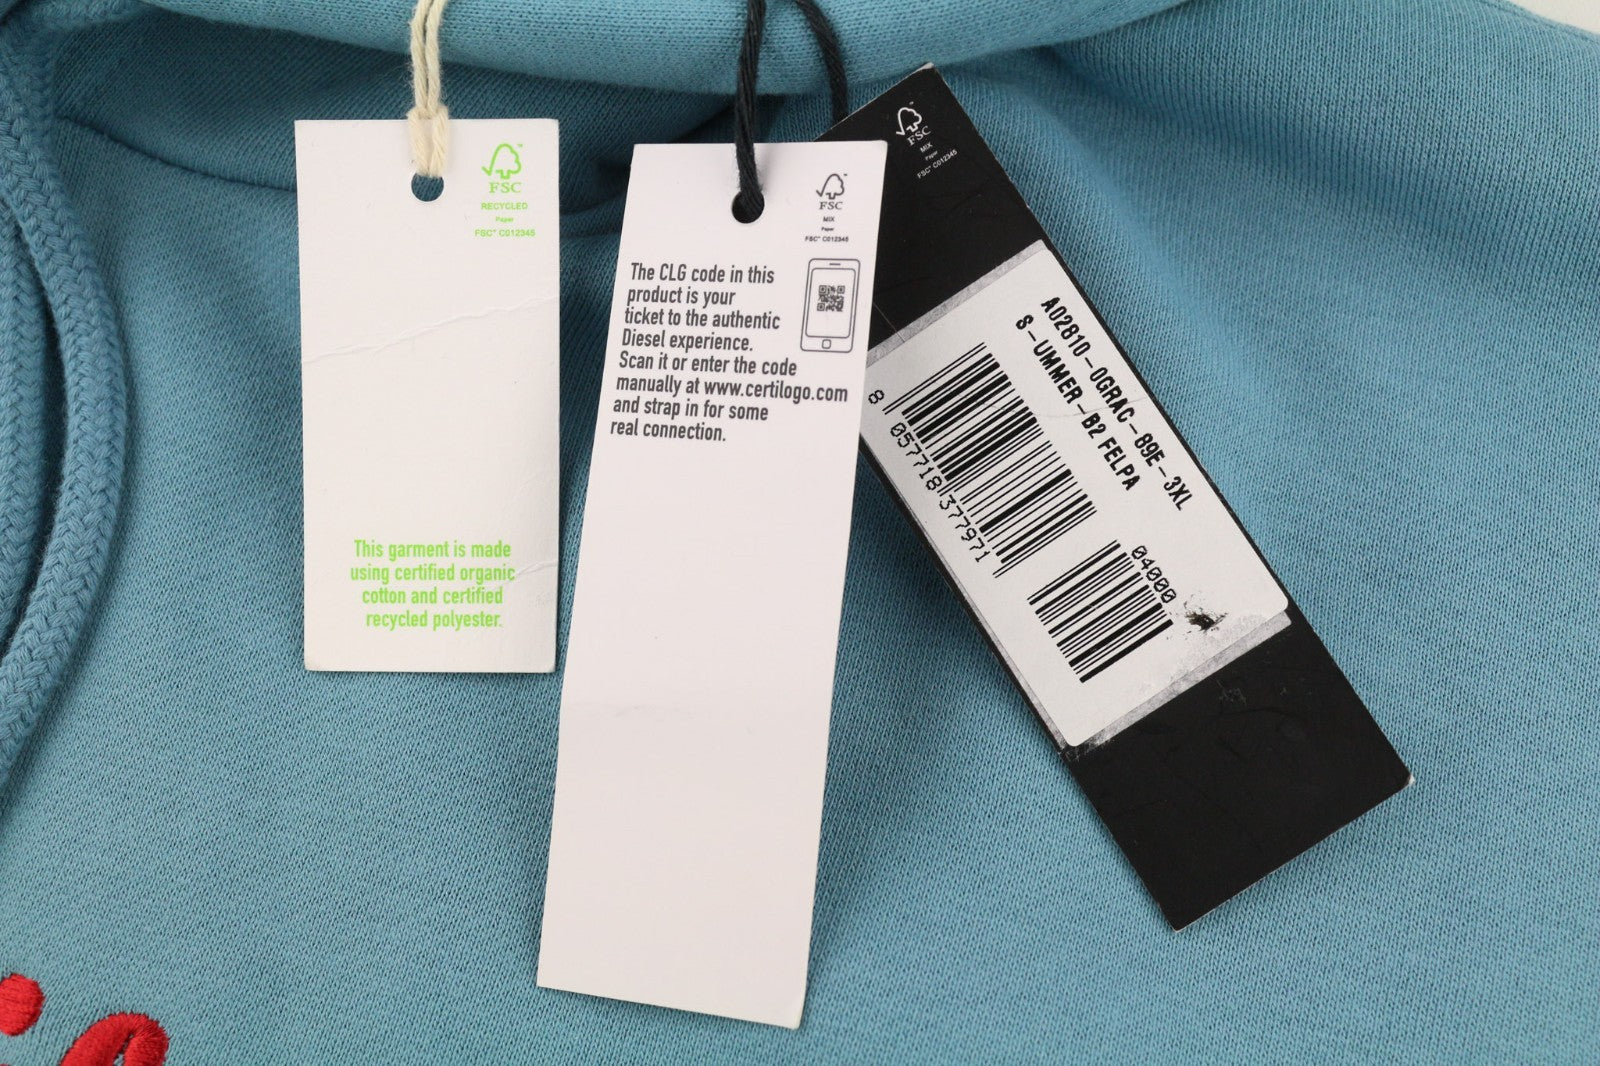 FSC
RECYCLED
Paper
FSC™ C012345
This garment is made
using certified organic
cotton and certified
recycled polyester.
FSC
MIX
Paper
FSC™ C012345
The CLG code in this
product is your
ticket to the authentic
Diesel experience.
Scan it or enter the code
manually at www.certilogo.com
and strap in for some
real connection.
FSC
MIX
Paper
FSC™ C012345
A02810-0GRAC-89E-3XL
S-UMMER-B2 FELPA
8 057718 377971
04000